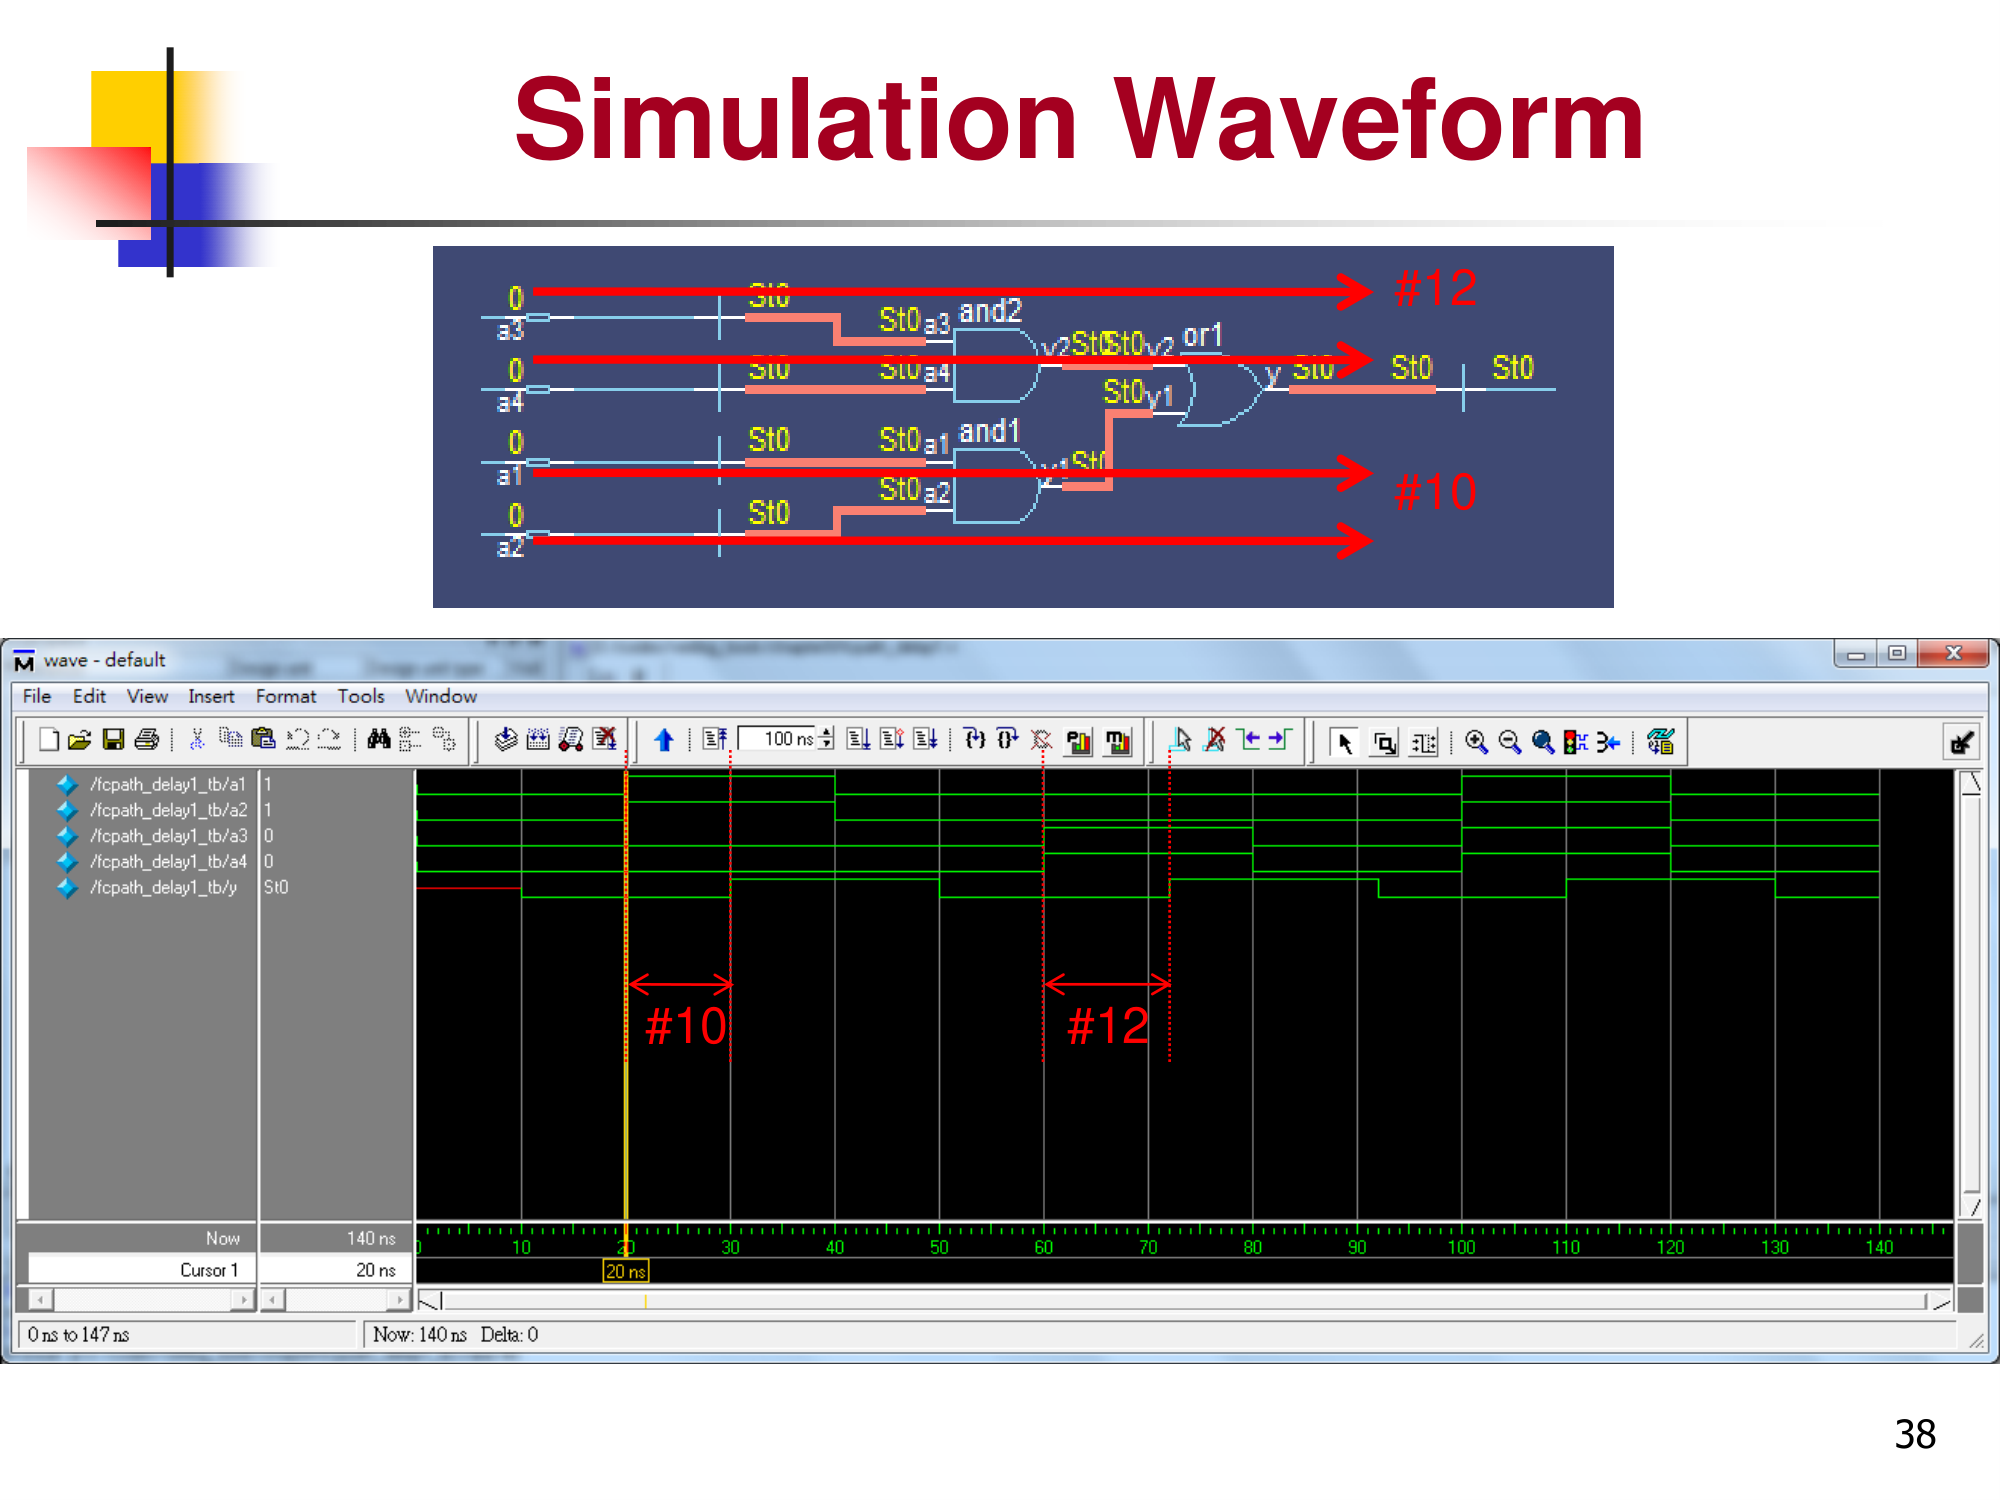 Simulation Waveform
#12
0 St0 St0 a3 and2
a3 y2 St0 St0 y2 or1
0 St0 St0 a4 y St0 St0 St0
a4 St0 y1
0 St0 St0 a1 and1
a1 y1 St0
St0 a2 #10
0 St0
a2
wave - default
File Edit View Insert Format Tools Window
100 ns
/fcpath_delay1_tb/a1 1
/fcpath_delay1_tb/a2 1
/fcpath_delay1_tb/a3 0
/fcpath_delay1_tb/a4 0
/fcpath_delay1_tb/y St0
#10 #12
Now 140 ns
10 20 30 40 50 60 70 80 90 100 110 120 130 140
Cursor 1 20 ns 20 ns
0 ns to 147 ns Now: 140 ns Delta: 0
38